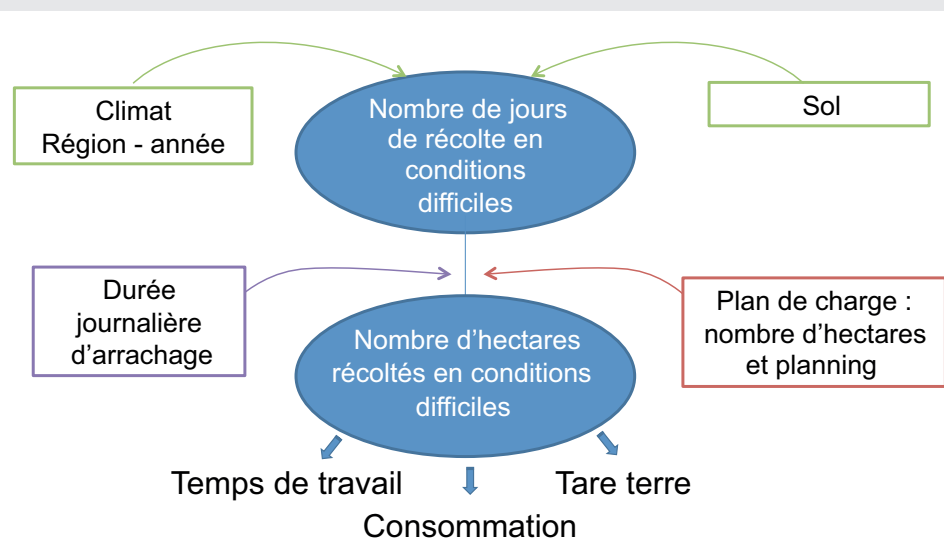 Climat
Région - année
Nombre de jours
de récolte en
conditions
difficiles
Sol
Durée
journalière
d'arrachage
Plan de charge :
nombre d'hectares
et planning
Nombre d'hectares
récoltés en conditions
difficiles
Temps de travail
Tare terre
Consommation